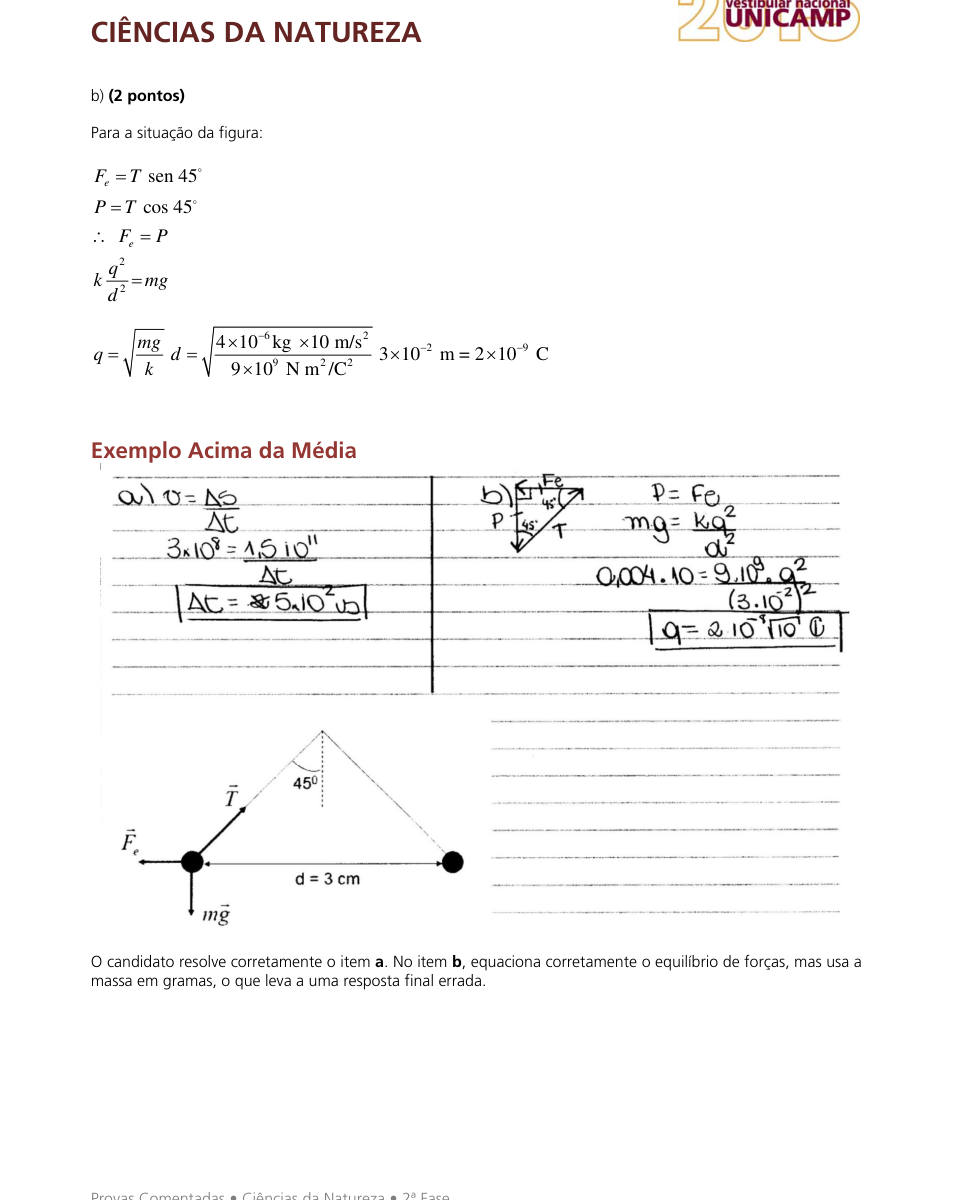 CIÊNCIAS DA NATUREZA
vestibular nacional
UNICAMP
b) (2 pontos)
Para a situação da figura:
F_e = T sen 45°
P = T cos 45°
∴ F_e = P
k q²/d² = mg
q = √(mg/k) d = √(4×10⁻⁶ kg ×10 m/s² / 9×10⁹ N m²/C²) 3×10⁻² m = 2×10⁻⁹ C
Exemplo Acima da Média
a) v = Δs/Δt
3×10⁸ = 1,5 10¹¹/Δt
Δt = 5.10² s
b) Fe 45° P 45° T
P = Fe
mg = kq²/d²
0,004.10 = 9.10⁹.q²/(3.10⁻²)²
q = 2 10⁻⁸ √10 C
45⁰
T⃗
F⃗_e
d = 3 cm
mg⃗
O candidato resolve corretamente o item a. No item b, equaciona corretamente o equilíbrio de forças, mas usa a
massa em gramas, o que leva a uma resposta final errada.
Provas Comentadas • Ciências da Natureza • 2ª Fase